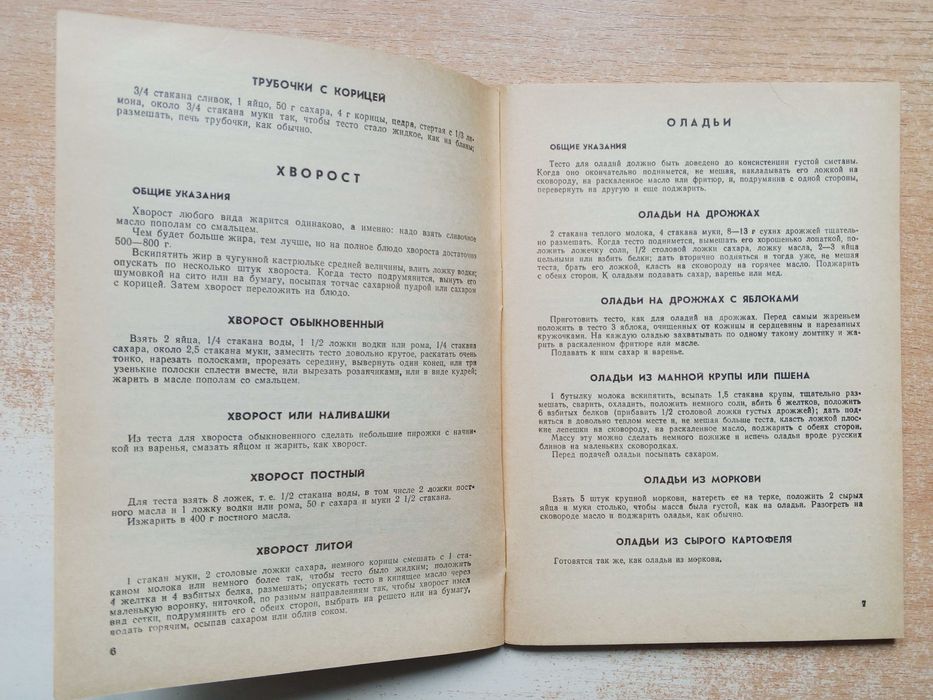 ТРУБОЧКИ С КОРИЦЕЙ
3/4 стакана сливок, 1 яйцо, 50 г сахара, 4 г корицы, цедра, стертая с 1/3 ли-
мона, около 3/4 стакана муки так, чтобы тесто стало жидкое, как на блины;
размешать, печь трубочки, как обычно.
ХВОРОСТ
ОБЩИЕ УКАЗАНИЯ
Хворост любого вида жарится одинаково, а именно: надо взять сливочное
масло пополам со смальцем.
Чем будет больше жира, тем лучше, но на полное блюдо хвороста достаточно
500—800 г.
Вскипятить жир в чугунной кастрюльке средней величины, влить ложку водки;
опускать по несколько штук хвороста. Когда тесто подрумянится, вынуть его
шумовкой на сито или на бумагу, посыпая тотчас сахарной пудрой или сахаром
с корицей. Затем хворост переложить на блюдо.
ХВОРОСТ ОБЫКНОВЕННЫЙ
Взять 2 яйца, 1/4 стакана воды, 1 1/2 ложки водки или рома, 1/4 стакана
сахара, около 2,5 стакана муки, замесить тесто довольно крутое, раскатать очень
тонко, нарезать полосками, прорезать середину, вывернуть один конец, или три
узенькие полоски сплести вместе, или вырезать розанчиками, или в виде кудрей;
жарить в масле пополам со смальцем.
ХВОРОСТ ИЛИ НАЛИВАШКИ
Из теста для хвороста обыкновенного сделать небольшие пирожки с начин-
кой из варенья, смазать яйцом и жарить, как хворост.
ХВОРОСТ ПОСТНЫЙ
Для теста взять 8 ложек, т. е. 1/2 стакана воды, в том числе 2 ложки пост-
ного масла и 1 ложку водки или рома, 50 г сахара и муки 2 1/2 стакана.
Изжарить в 400 г постного масла.
ХВОРОСТ ЛИТОЙ
1 стакан муки, 2 столовые ложки сахара, немного корицы смешать с 1 ста-
каном молока или немного более так, чтобы тесто было жидким; положить
4 желтка и 4 взбитых белка, размешать; опускать тесто в кипящее масло через
маленькую воронку, ниточкой, по разным направлениям так, чтобы хворост имел
вид сетки, подрумянить его с обеих сторон, выбрать на решето или на бумагу,
подать горячим, осыпав сахаром или облив соком.
6
ОЛАДЬИ
ОБЩИЕ УКАЗАНИЯ
Тесто для оладий должно быть доведено до консистенции густой сметаны.
Когда оно окончательно поднимется, не мешая, накладывать его ложкой на
сковороду, на раскаленное масло или фритюр, и, подрумянив с одной стороны,
перевернуть на другую и еще поджарить.
ОЛАДЬИ НА ДРОЖЖАХ
2 стакана теплого молока, 4 стакана муки, 8—13 г сухих дрожжей тщатель-
но размешать. Когда тесто поднимется, вымешать его хорошенько лопаткой, по-
ложить ложечку соли, 1/2 столовой ложки сахара, ложку масла, 2—3 яйца
цельными или взбить белки; дать вторично подняться и тогда уже, не мешая
теста, брать его ложкой, класть на сковороду на горячее масло. Поджарить
с обеих сторон. К оладьям подавать сахар, варенье или мед.
ОЛАДЬИ НА ДРОЖЖАХ С ЯБЛОКАМИ
Приготовить тесто, как для оладий на дрожжах. Перед самым жареньем
положить в тесто 3 яблока, очищенных от кожицы и сердцевины и нарезанных
кружочками. На каждую оладью захватывать по одному такому ломтику и жа-
рить в раскаленном фритюре или масле.
Подавать к ним сахар и варенье.
ОЛАДЬИ ИЗ МАННОЙ КРУПЫ ИЛИ ПШЕНА
1 бутылку молока вскипятить, всыпать 1,5 стакана крупы, тщательно раз-
мешать, сварить, охладить, положить немного соли, вбить 6 желтков, положить
6 взбитых белков (прибавить 1/2 столовой ложки густых дрожжей); дать под-
няться в довольно теплом месте и, не мешая больше теста, класть ложкой плос-
кие лепешки на сковороду, на раскаленное масло, поджарить с обеих сторон.
Массу эту можно сделать немного пожиже и испечь оладьи вроде русских
блинов на маленьких сковородках.
Перед подачей оладьи посыпать сахаром.
ОЛАДЬИ ИЗ МОРКОВИ
Взять 5 штук крупной моркови, натереть ее на терке, положить 2 сырых
яйца и муки столько, чтобы масса была густой, как на оладьи. Разогреть на
сковороде масло и поджарить оладьи, как обычно.
ОЛАДЬИ ИЗ СЫРОГО КАРТОФЕЛЯ
Готовятся так же, как оладьи из моркови.
7